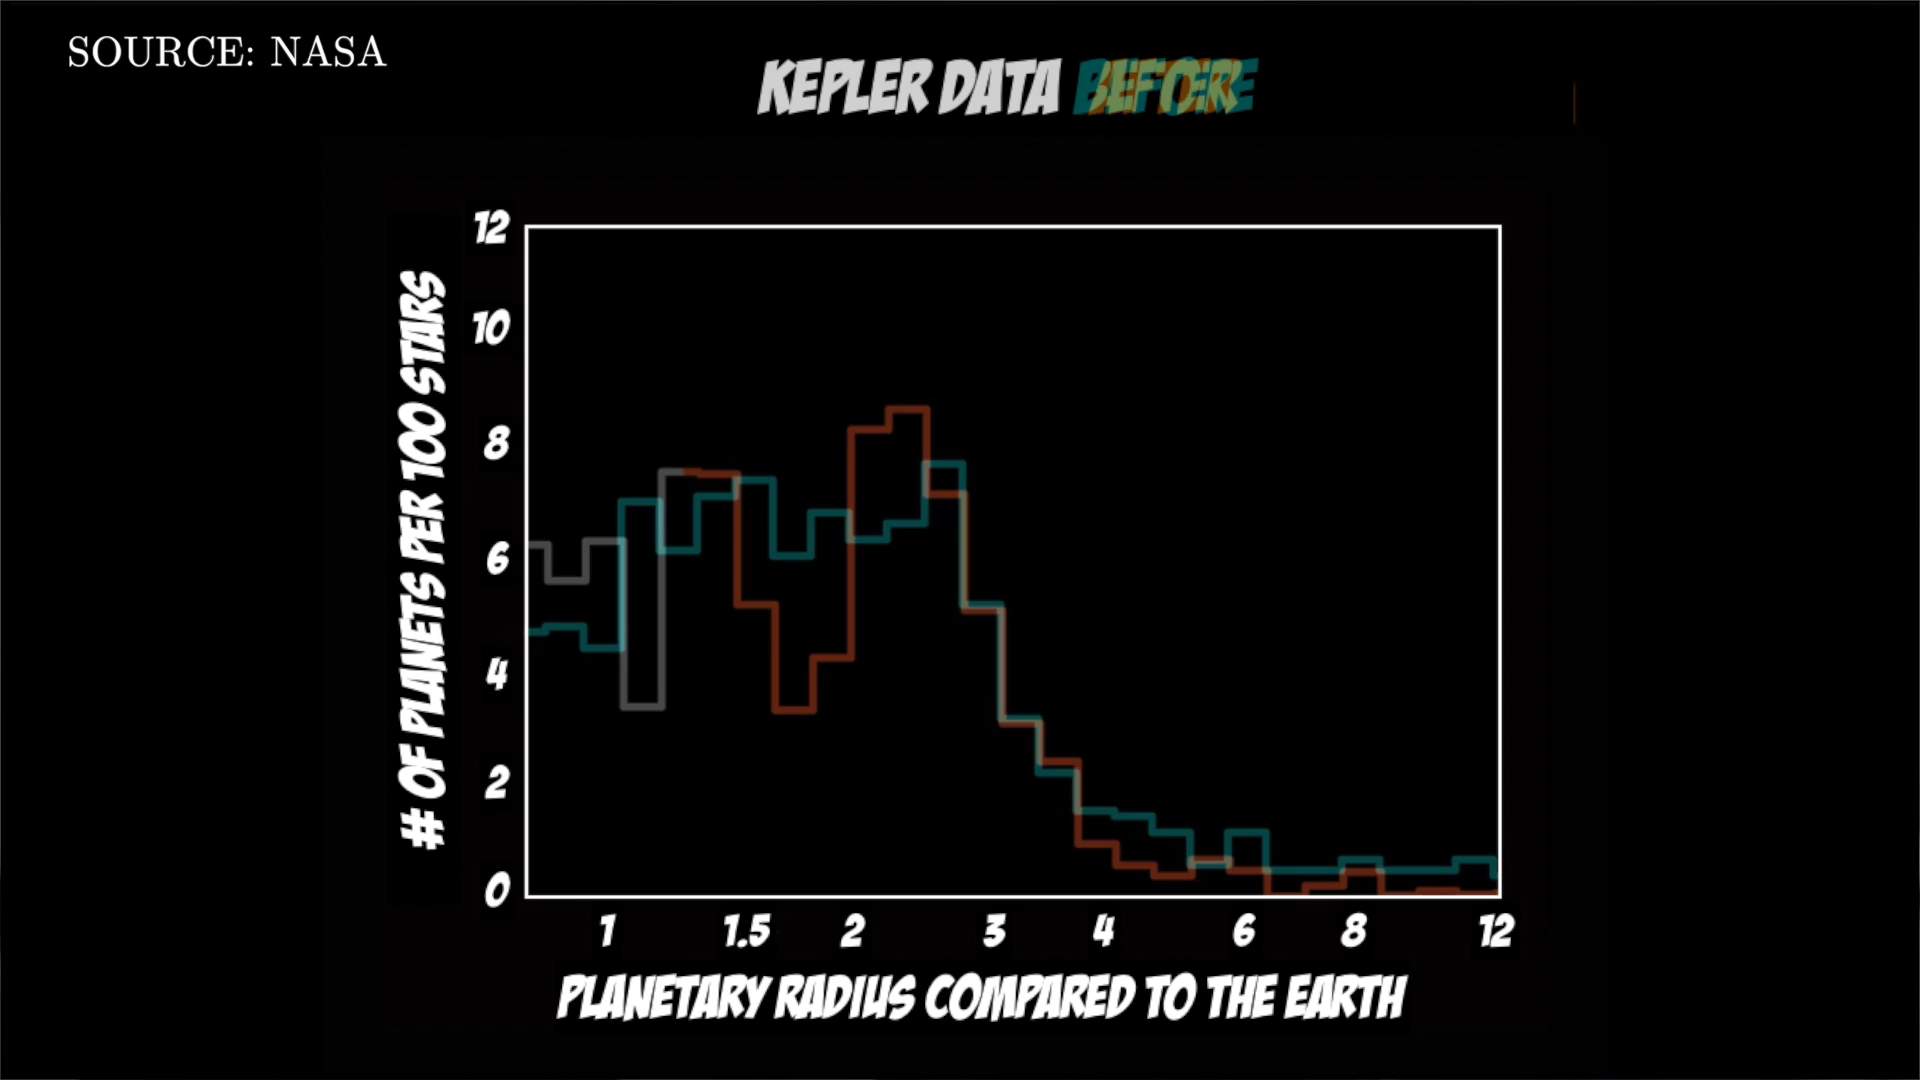 SOURCE: NASA
KEPLER DATA BEFORE
12
10
8
6
4
2
0
# OF PLANETS PER 100 STARS
1 1.5 2 3 4 6 8 12
PLANETARY RADIUS COMPARED TO THE EARTH